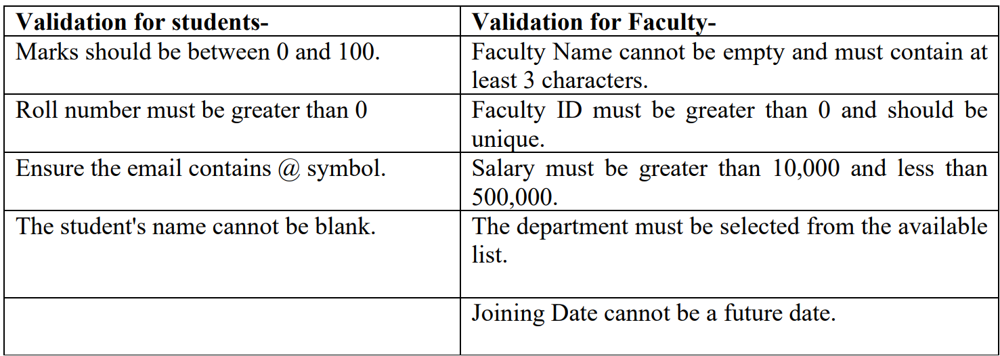 Validation for students-
Validation for Faculty-
Marks should be between 0 and 100.
Faculty Name cannot be empty and must contain at
least 3 characters.
Roll number must be greater than 0
Faculty ID must be greater than 0 and should be
unique.
Ensure the email contains @ symbol.
Salary must be greater than 10,000 and less than
500,000.
The student's name cannot be blank.
The department must be selected from the available
list.
Joining Date cannot be a future date.